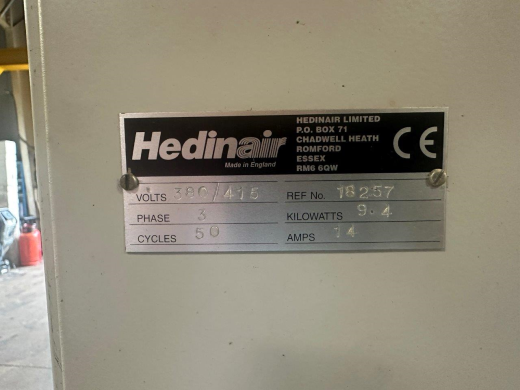 Hedinair
Made in England
HEDINAIR LIMITED
P.O. BOX 71
CHADWELL HEATH
ROMFORD
ESSEX
RM6 6QW
CE
VOLTS 380/415
REF No. 18257
PHASE 3
KILOWATTS 9.4
CYCLES 50
AMPS 14